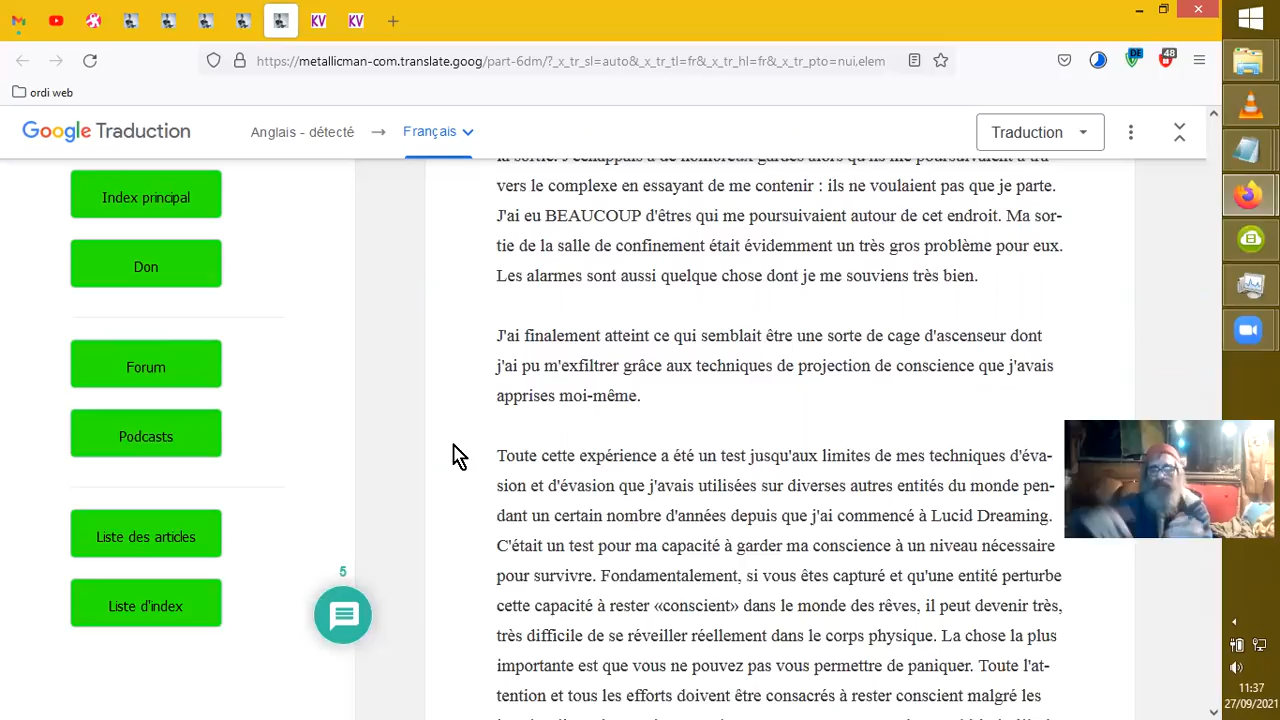 KV
KV
https://metallicman-com.translate.goog/part-6dm/?_x_tr_sl=auto&_x_tr_tl=fr&_x_tr_hl=fr&_x_tr_pto=nui,elem
DE
48
ordi web
Google Traduction
Anglais - détecté
Français
Traduction
Index principal
Don
Forum
Podcasts
Liste des articles
Liste d'index
5
vers le complexe en essayant de me contenir : ils ne voulaient pas que je parte.
J'ai eu BEAUCOUP d'êtres qui me poursuivaient autour de cet endroit. Ma sor-
tie de la salle de confinement était évidemment un très gros problème pour eux.
Les alarmes sont aussi quelque chose dont je me souviens très bien.
J'ai finalement atteint ce qui semblait être une sorte de cage d'ascenseur dont
j'ai pu m'exfiltrer grâce aux techniques de projection de conscience que j'avais
apprises moi-même.
Toute cette expérience a été un test jusqu'aux limites de mes techniques d'éva-
sion et d'évasion que j'avais utilisées sur diverses autres entités du monde pen-
dant un certain nombre d'années depuis que j'ai commencé à Lucid Dreaming.
C'était un test pour ma capacité à garder ma conscience à un niveau nécessaire
pour survivre. Fondamentalement, si vous êtes capturé et qu'une entité perturbe
cette capacité à rester «conscient» dans le monde des rêves, il peut devenir très,
très difficile de se réveiller réellement dans le corps physique. La chose la plus
importante est que vous ne pouvez pas vous permettre de paniquer. Toute l'at-
tention et tous les efforts doivent être consacrés à rester conscient malgré les
11:37
27/09/2021